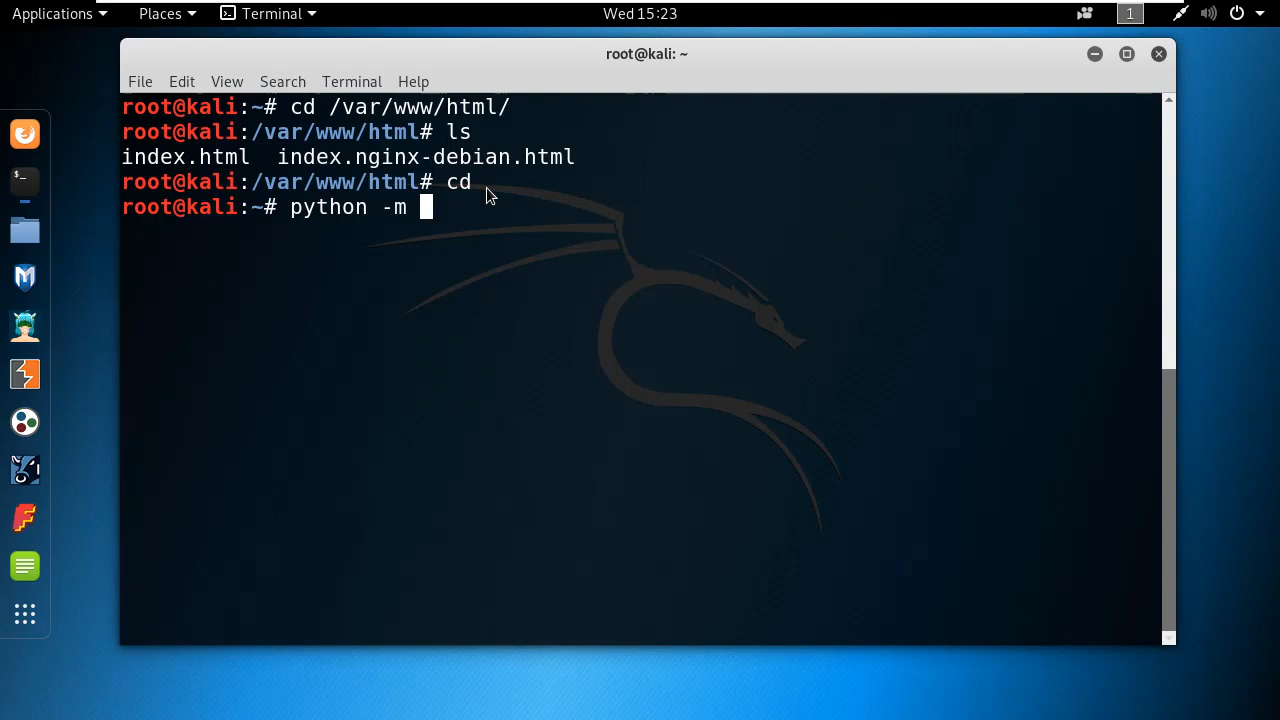 Applications Places Terminal Wed 15:23 1
root@kali: ~
File Edit View Search Terminal Help
root@kali:~# cd /var/www/html/
root@kali:/var/www/html# ls
index.html  index.nginx-debian.html
root@kali:/var/www/html# cd
root@kali:~# python -m
$_
F